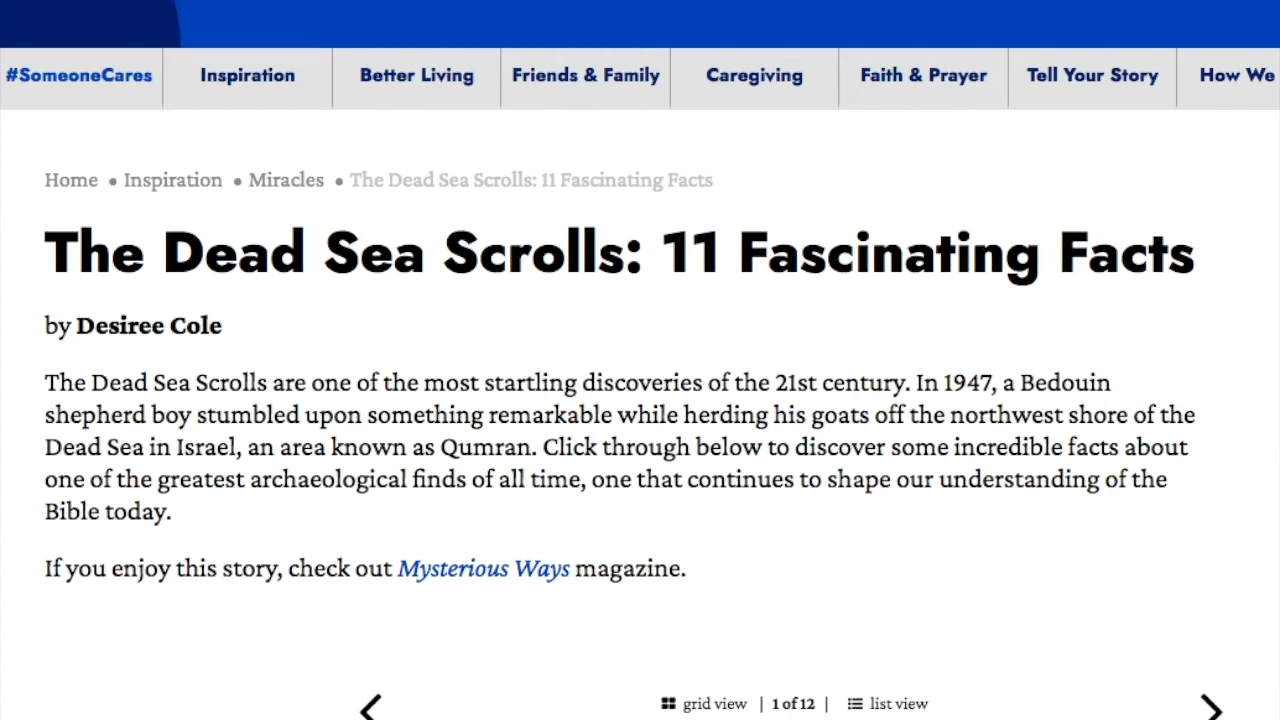 #SomeoneCares Inspiration Better Living Friends & Family Caregiving Faith & Prayer Tell Your Story How We
Home • Inspiration • Miracles • The Dead Sea Scrolls: 11 Fascinating Facts
The Dead Sea Scrolls: 11 Fascinating Facts
by Desiree Cole
The Dead Sea Scrolls are one of the most startling discoveries of the 21st century. In 1947, a Bedouin
shepherd boy stumbled upon something remarkable while herding his goats off the northwest shore of the
Dead Sea in Israel, an area known as Qumran. Click through below to discover some incredible facts about
one of the greatest archaeological finds of all time, one that continues to shape our understanding of the
Bible today.
If you enjoy this story, check out Mysterious Ways magazine.
grid view | 1 of 12 | list view